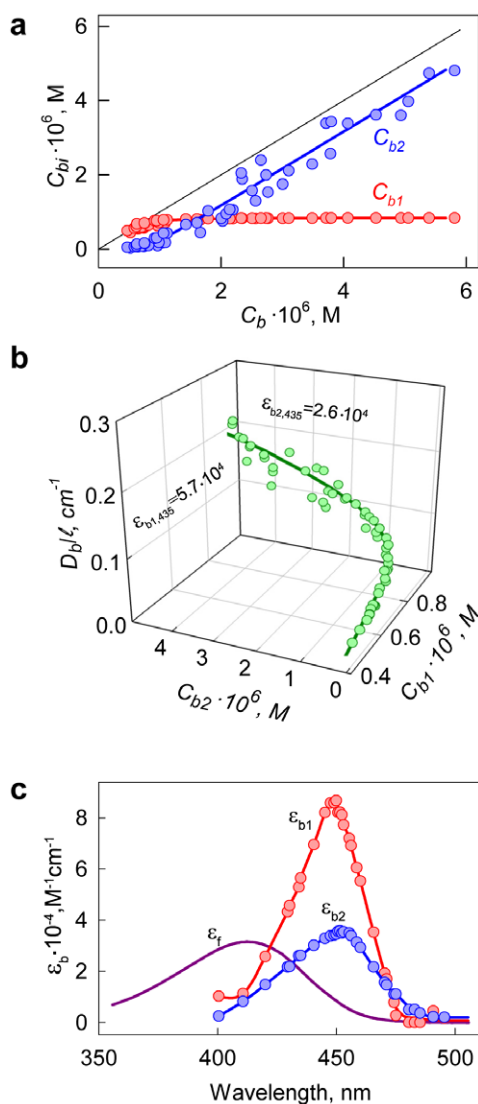 a
C_bi ·10^6, M
6
4
2
0
C_b2
C_b1
0
2
4
6
C_b ·10^6, M
b
D_b/ℓ, cm^-1
0.3
0.2
0.1
0.0
ε_b2,435=2.6·10^4
ε_b1,435=5.7·10^4
4
3
2
1
0
C_b2 ·10^6, M
0.4
0.6
0.8
C_b1 ·10^6, M
c
ε_b·10^-4,M^-1cm^-1
8
6
4
2
0
ε_b1
ε_b2
ε_f
350
400
450
500
Wavelength, nm